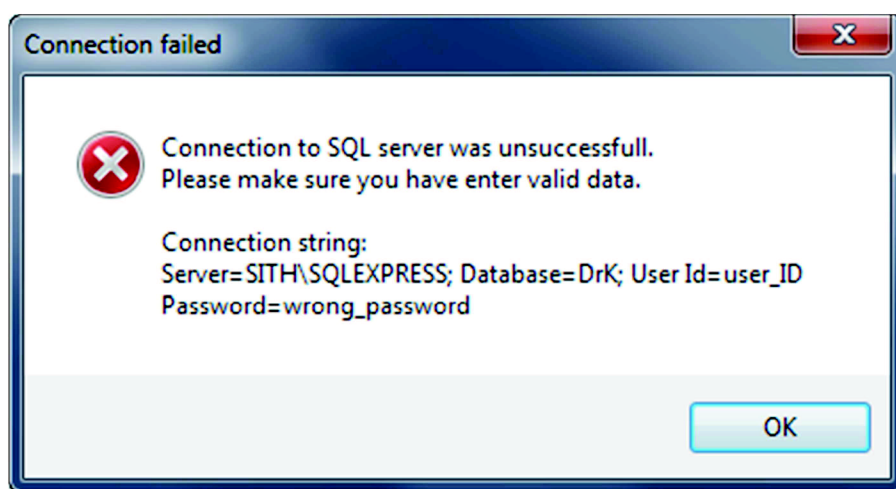 Connection failed
Connection to SQL server was unsuccessfull.
Please make sure you have enter valid data.
Connection string:
Server=SITH\SQLEXPRESS; Database=DrK; User Id=user_ID
Password=wrong_password
OK